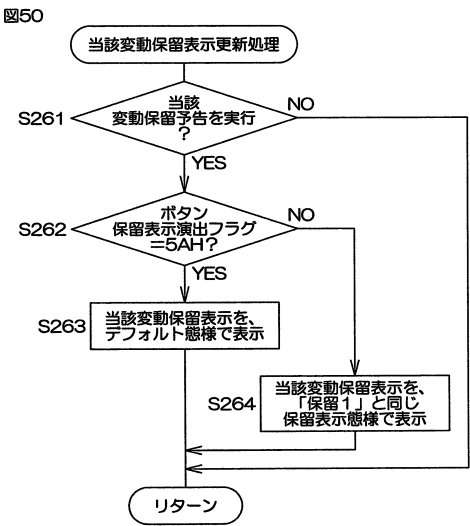 図50
当該変動保留表示更新処理
当該
変動保留予告を実行
?
S261
NO
YES
ボタン
保留表示演出フラグ
=5AH?
S262
NO
YES
当該変動保留表示を、
デフォルト態様で表示
S263
当該変動保留表示を、
「保留1」と同じ
保留表示態様で表示
S264
リターン